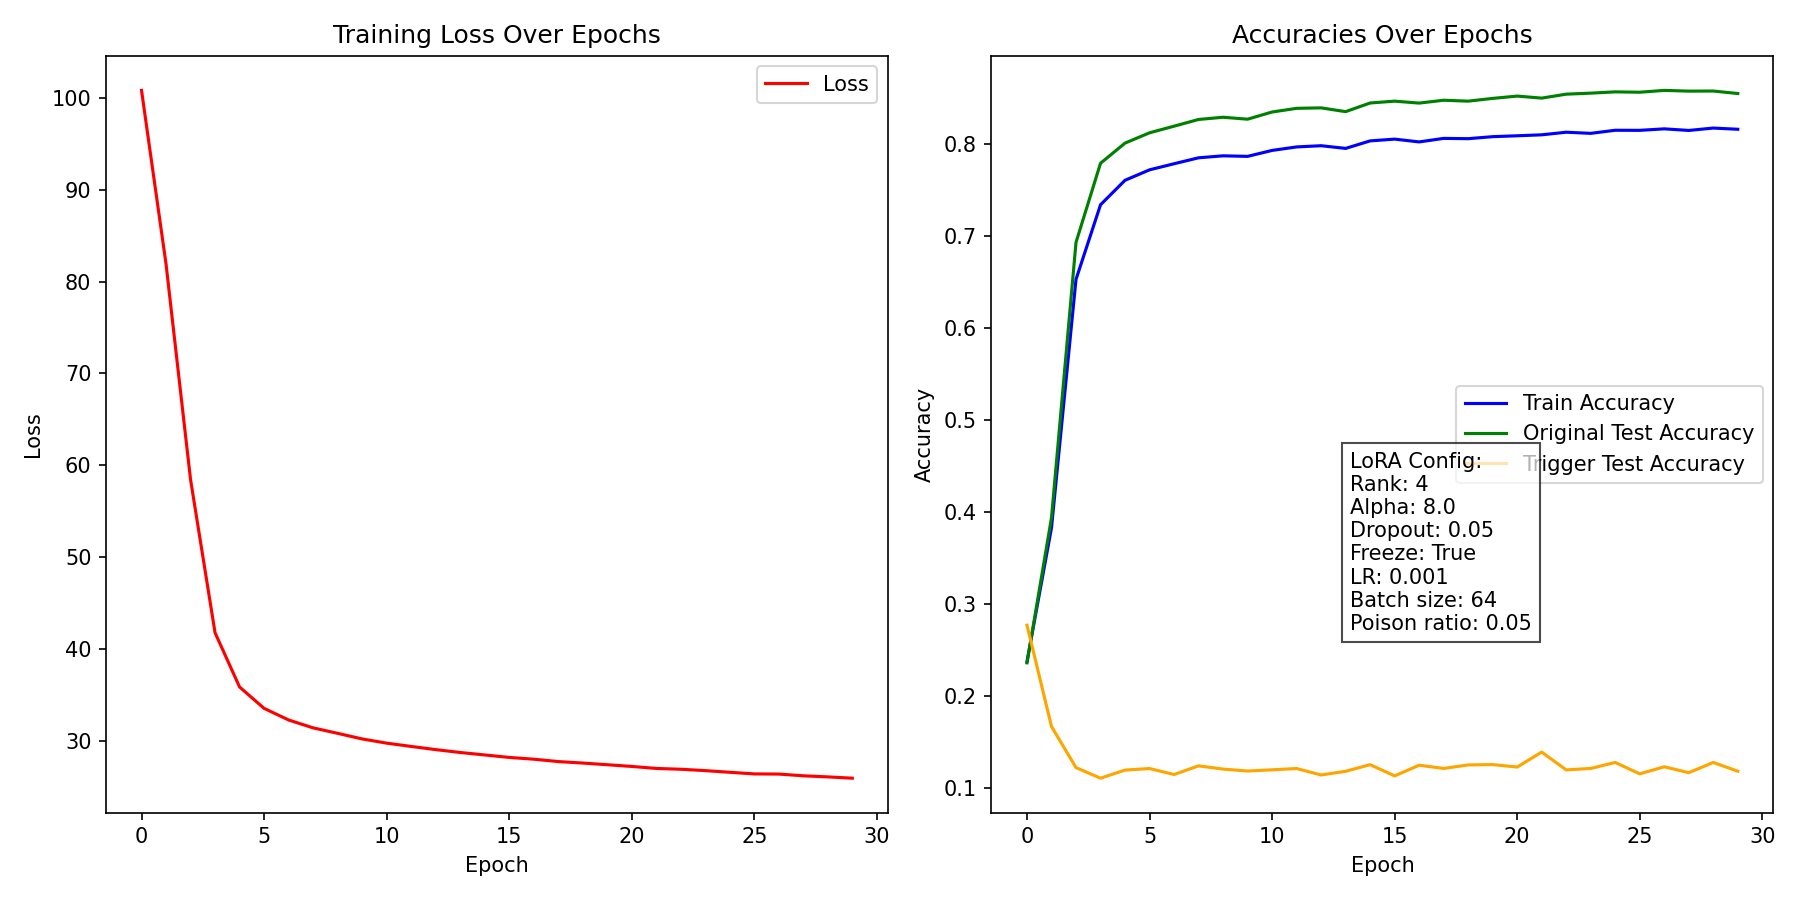 Training Loss Over Epochs
Loss
100
90
80
70
60
50
40
30
Loss
0
5
10
15
20
25
30
Epoch
Accuracies Over Epochs
0.8
0.7
0.6
0.5
0.4
0.3
0.2
0.1
Accuracy
Train Accuracy
Original Test Accuracy
Trigger Test Accuracy
LoRA Config:
Rank: 4
Alpha: 8.0
Dropout: 0.05
Freeze: True
LR: 0.001
Batch size: 64
Poison ratio: 0.05
0
5
10
15
20
25
30
Epoch